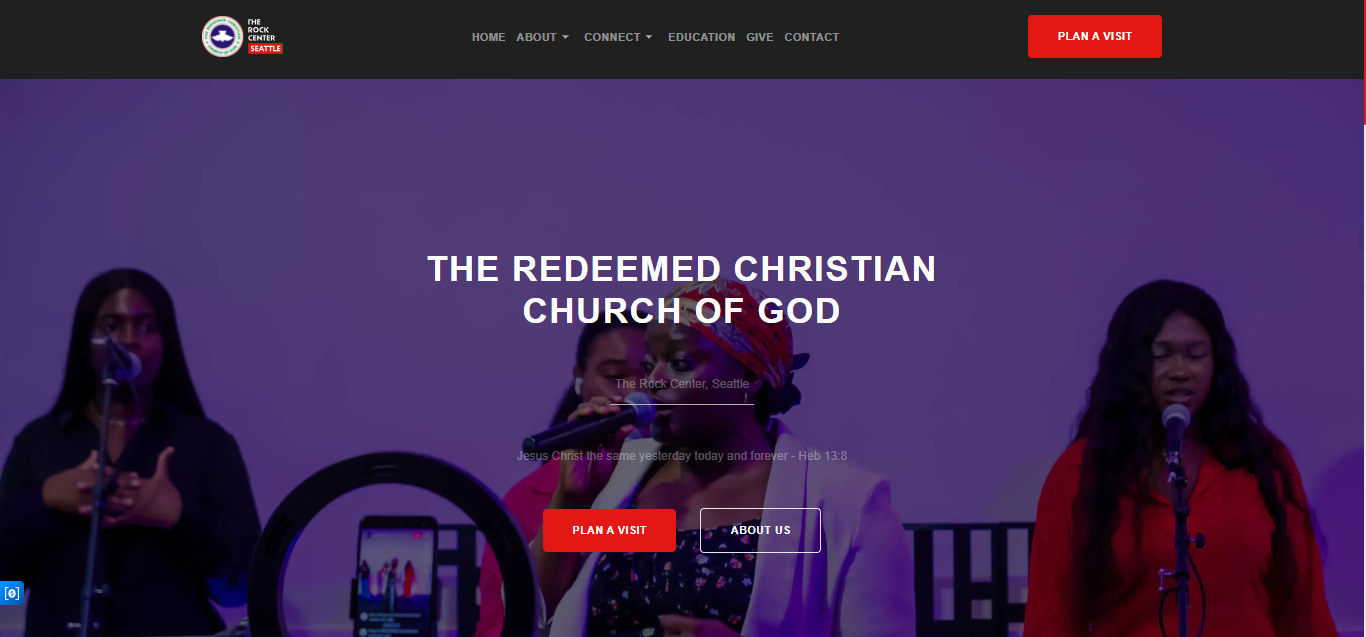 THE
ROCK
CENTER
SEATTLE
HOME ABOUT CONNECT EDUCATION GIVE CONTACT
PLAN A VISIT
THE REDEEMED CHRISTIAN
CHURCH OF GOD
The Rock Center, Seattle
Jesus Christ the same yesterday today and forever - Heb 13:8
PLAN A VISIT
ABOUT US
[0]